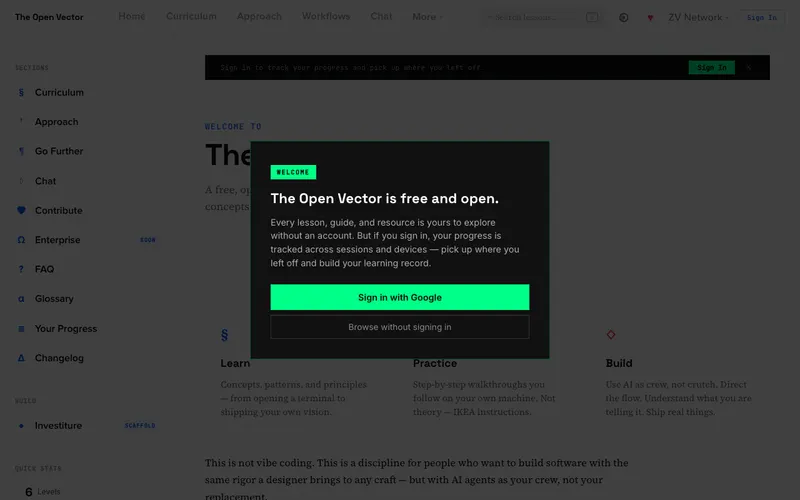 The Open Vector
Home
Curriculum
Approach
Workflows
Chat
More
ZV Network
Sign In
SECTIONS
§ Curriculum
Approach
¶ Go Further
Chat
Contribute
Ω Enterprise
SOON
? FAQ
α Glossary
≡ Your Progress
Δ Changelog
BUILD
Investiture
SCAFFOLD
QUICK STATS
6 Levels
Sign in to track your progress and pick up where you left off
Sign In
WELCOME TO
The
A free, op
concepts
WELCOME
The Open Vector is free and open.
Every lesson, guide, and resource is yours to explore
without an account. But if you sign in, your progress is
tracked across sessions and devices — pick up where you
left off and build your learning record.
Sign in with Google
Browse without signing in
§
Learn
Concepts, patterns, and principles
— from opening a terminal to
shipping your own vision.
Practice
Step-by-step walkthroughs you
follow on your own machine. Not
theory — IKEA instructions.
Build
Use AI as crew, not crutch. Direct
the flow. Understand what you are
telling it. Ship real things.
This is not vibe coding. This is a discipline for people who want to build software with the
same rigor a designer brings to any craft — but with AI agents as your crew, not your
replacement.